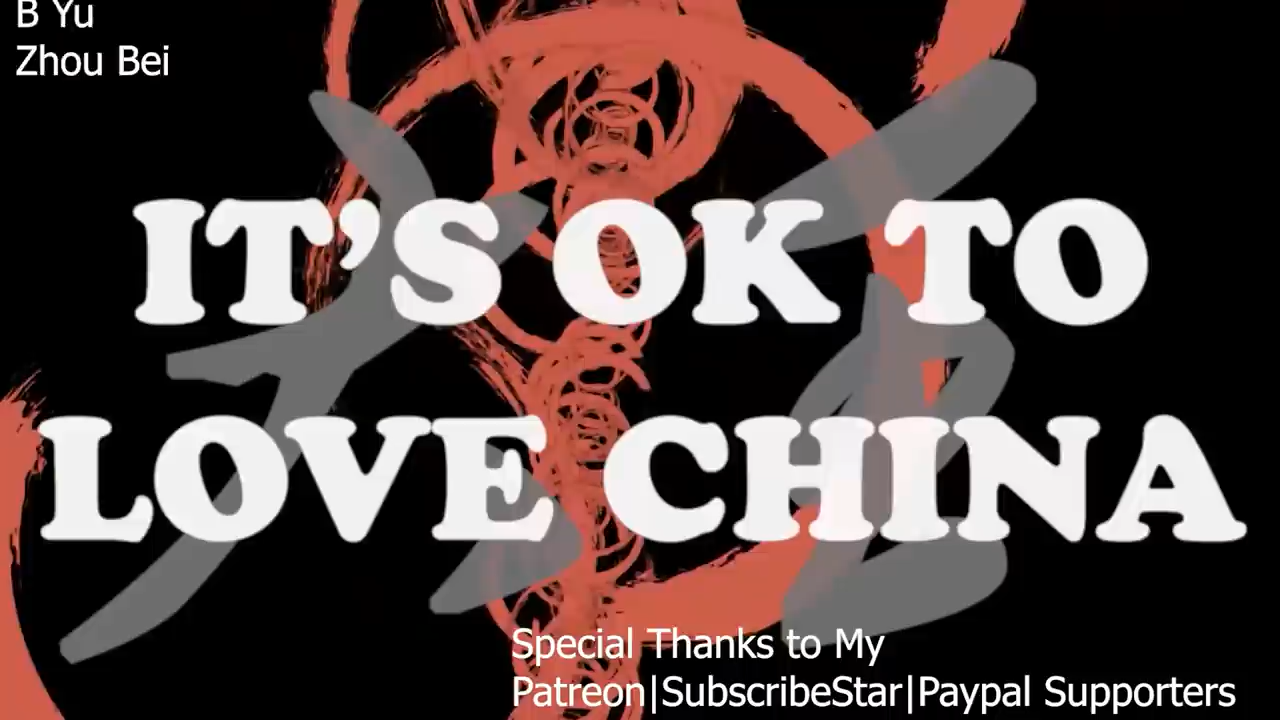 B Yu
Zhou Bei
IT'S OK TO
LOVE CHINA
Special Thanks to My
Patreon|SubscribeStar|Paypal Supporters